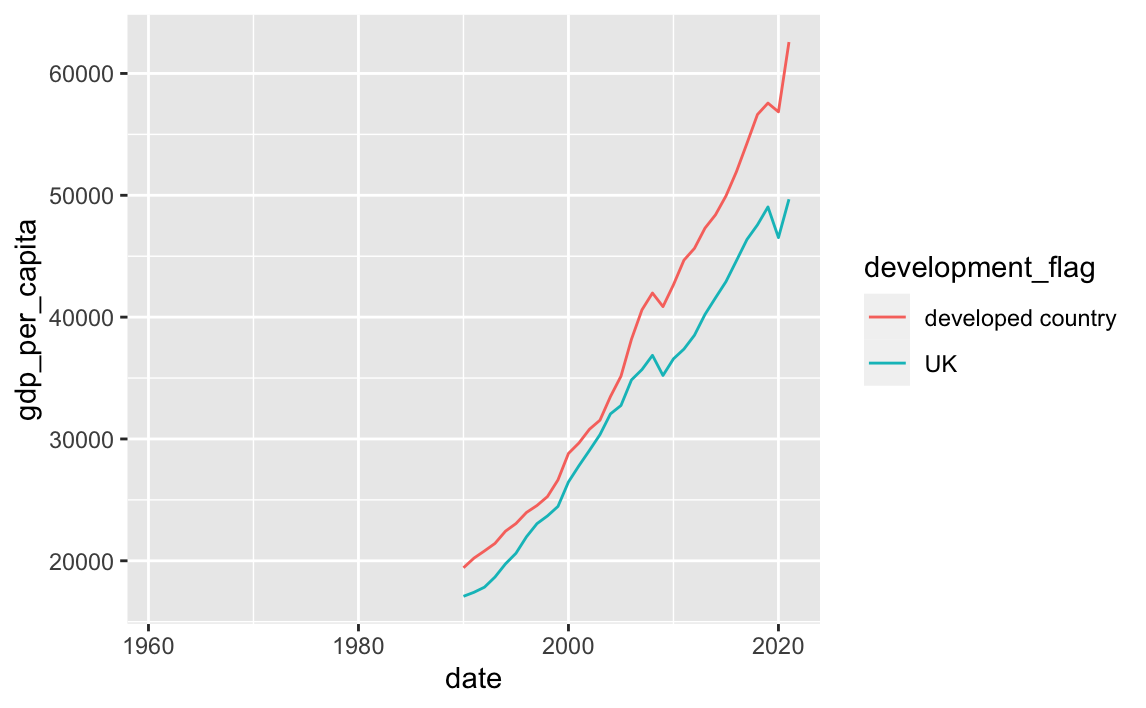 60000
50000
40000
30000
20000
gdp_per_capita
1960 1980 2000 2020
date
development_flag
developed country
UK